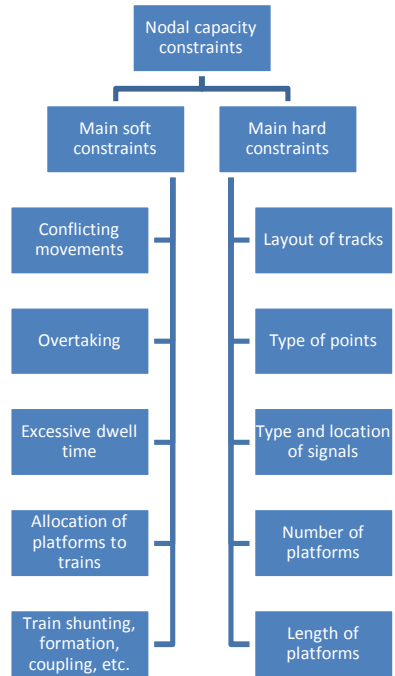 Nodal capacity
constraints
Main soft
constraints
Main hard
constraints
Conflicting
movements
Overtaking
Excessive dwell
time
Allocation of
platforms to
trains
Train shunting,
formation,
coupling, etc.
Layout of tracks
Type of points
Type and location
of signals
Number of
platforms
Length of
platforms